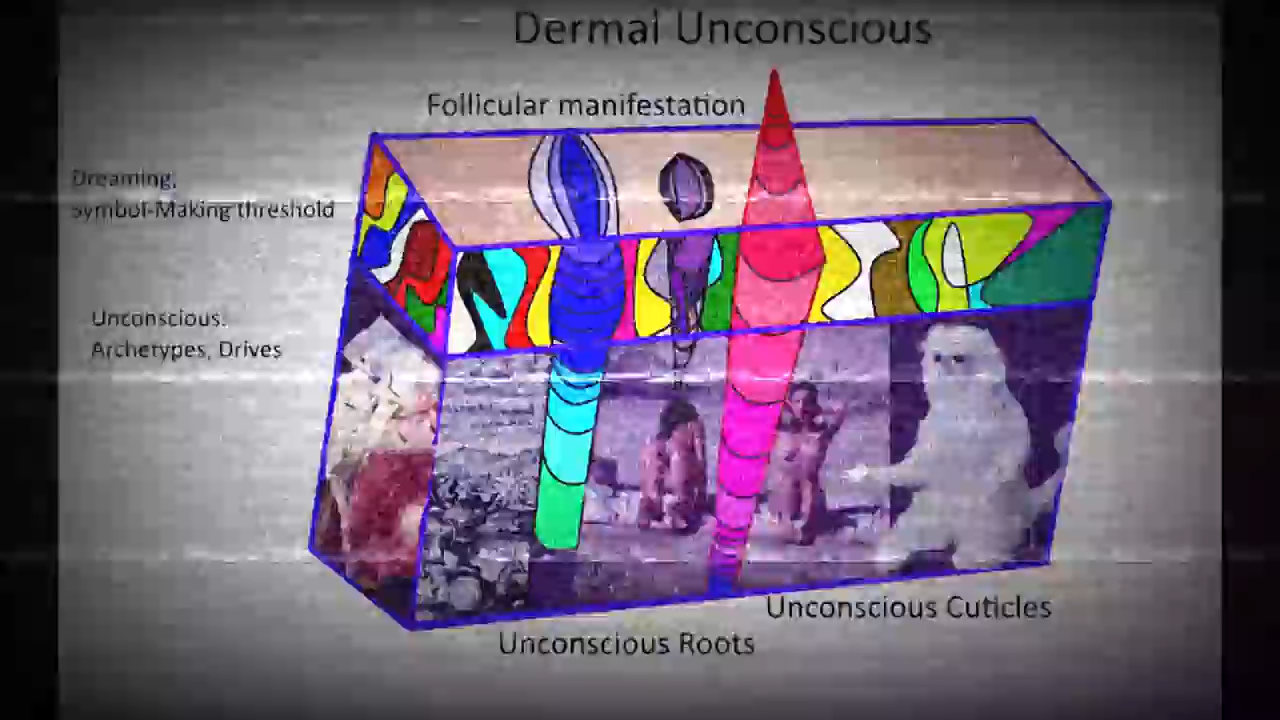 Dermal Unconscious
Follicular manifestation
Dreaming,
Symbol-Making threshold
Unconscious:
Archetypes, Drives
Unconscious Cuticles
Unconscious Roots